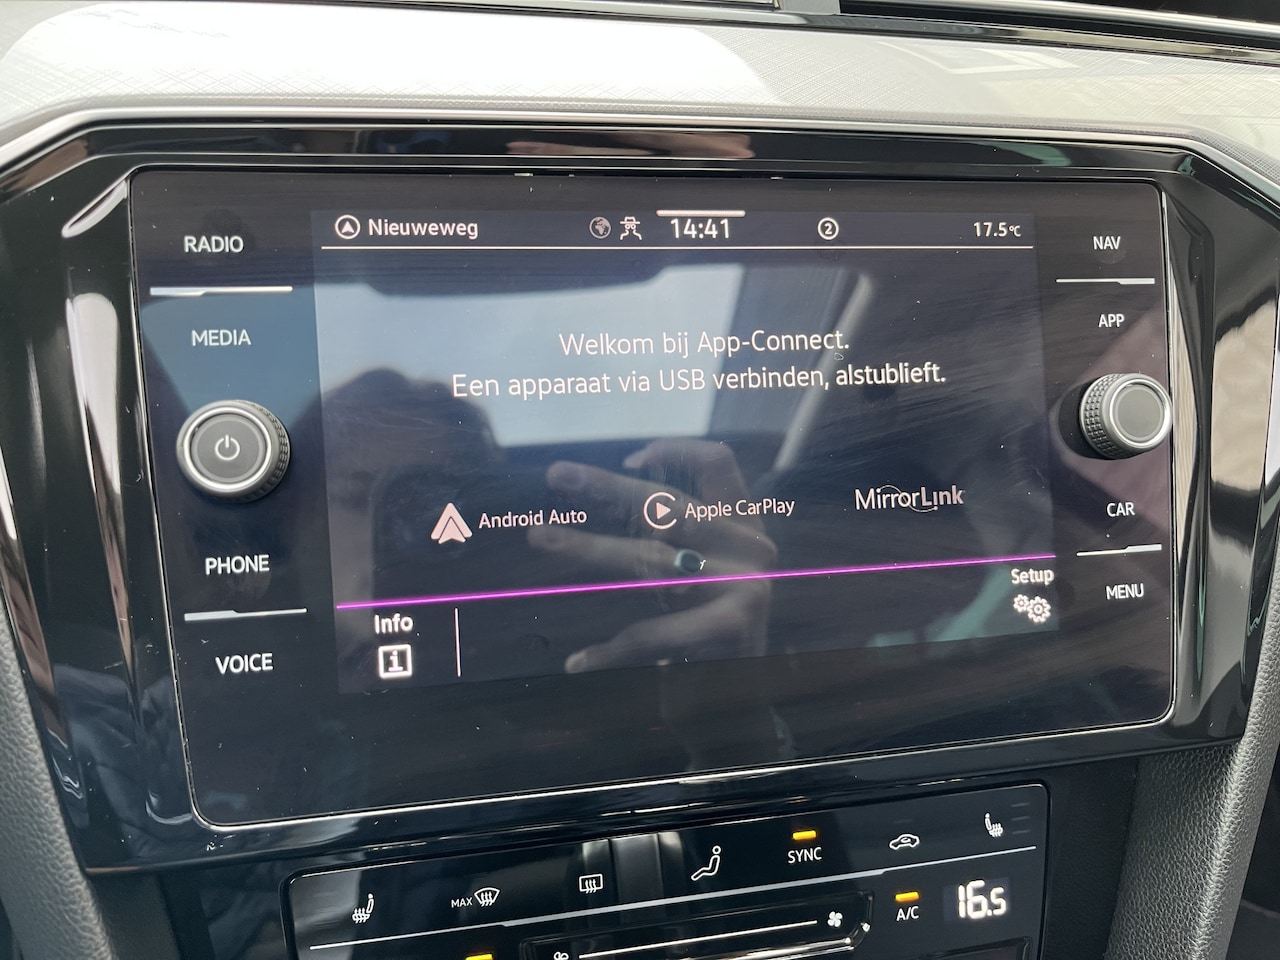 RADIO
MEDIA
PHONE
VOICE
Nieuweweg
14:41
2
17.5°C
Welkom bij App-Connect.
Een apparaat via USB verbinden, alstublieft.
Android Auto
Apple CarPlay
MirrorLink
Info
i
Setup
NAV
APP
CAR
MENU
MAX
SYNC
A/C
16.5